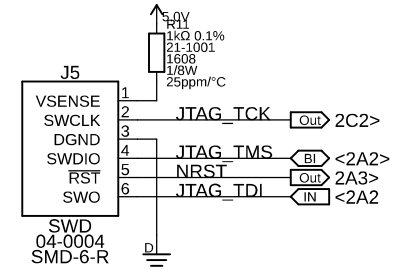 5.0V
R11
1kΩ 0.1%
21-1001
1608
1/8W
25ppm/°C
J5
VSENSE 1
SWCLK 2 JTAG_TCK Out 2C2>
DGND 3
SWDIO 4 JTAG_TMS BI <2A2>
RST 5 NRST Out 2A3>
SWO 6 JTAG_TDI IN <2A2
SWD
04-0004
SMD-6-R
D